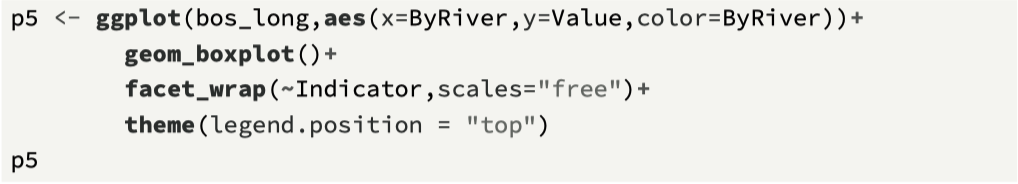 p5 <- ggplot(bos_long,aes(x=ByRiver,y=Value,color=ByRiver))+
geom_boxplot()+
facet_wrap(~Indicator,scales="free")+
theme(legend.position = "top")
p5